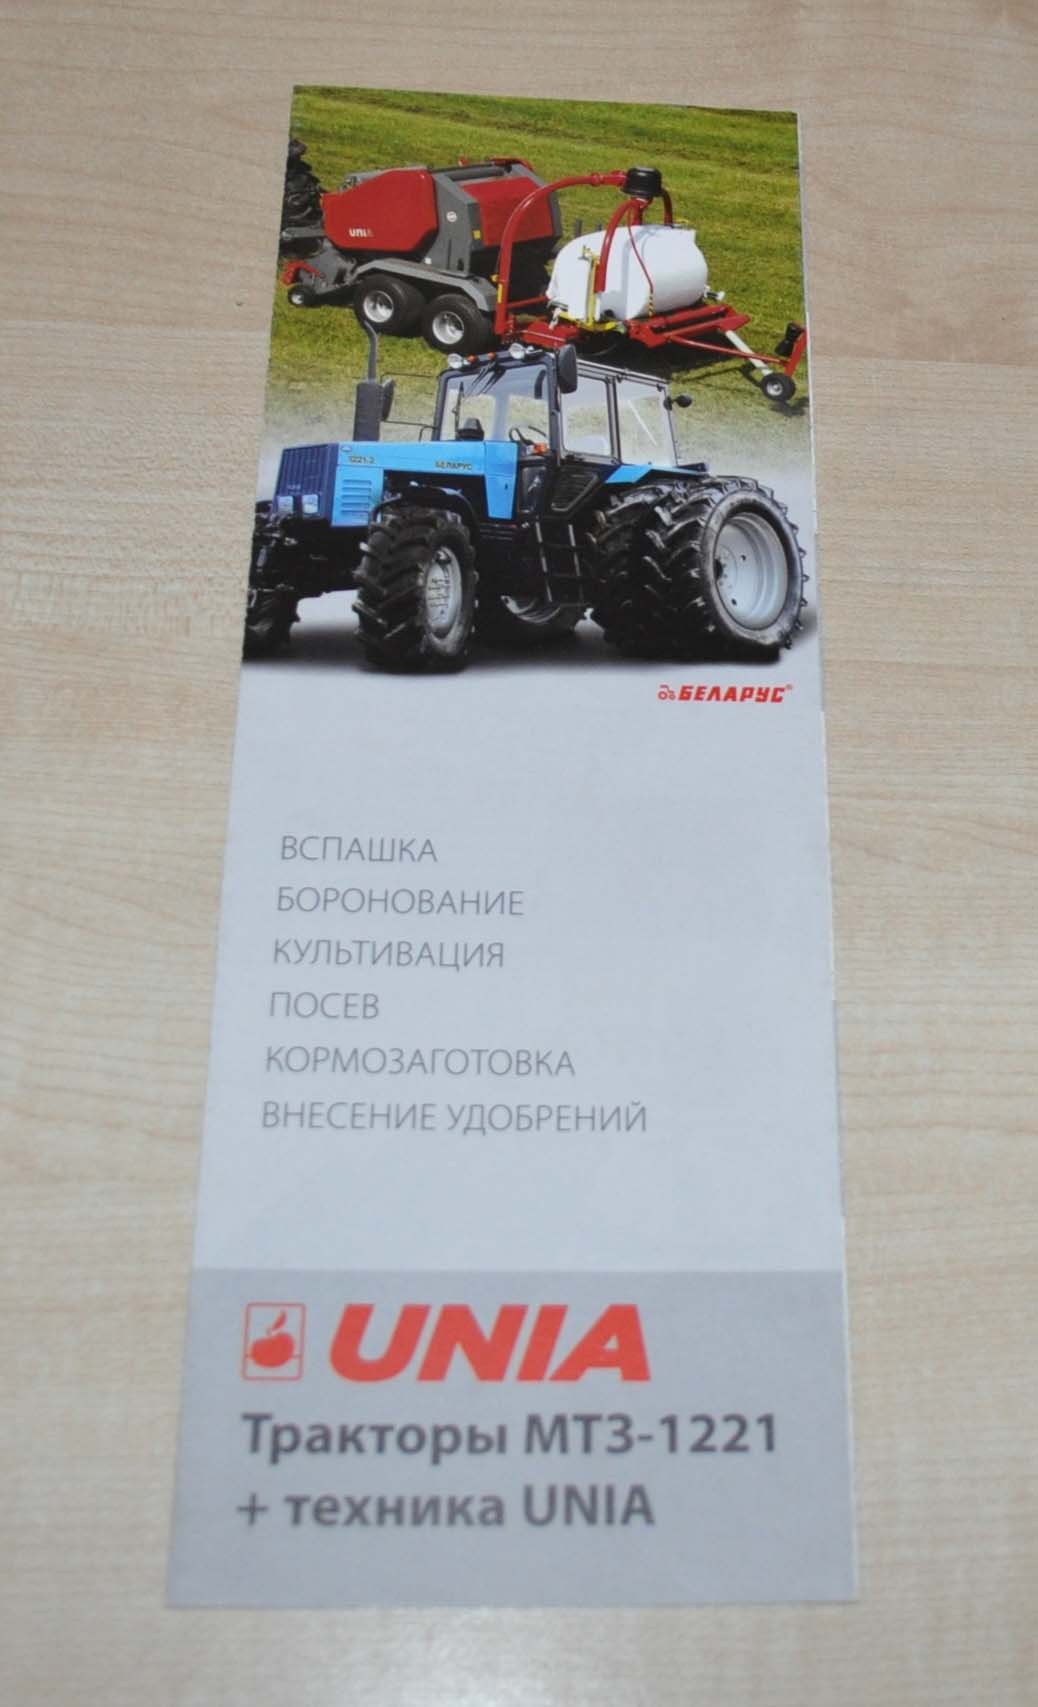 UNIA
1221.2
БЕЛАРУС
БЕЛАРУС®
ВСПАШКА
БОРОНОВАНИЕ
КУЛЬТИВАЦИЯ
ПОСЕВ
КОРМОЗАГОТОВКА
ВНЕСЕНИЕ УДОБРЕНИЙ
UNIA
Тракторы МТЗ-1221
+ техника UNIA